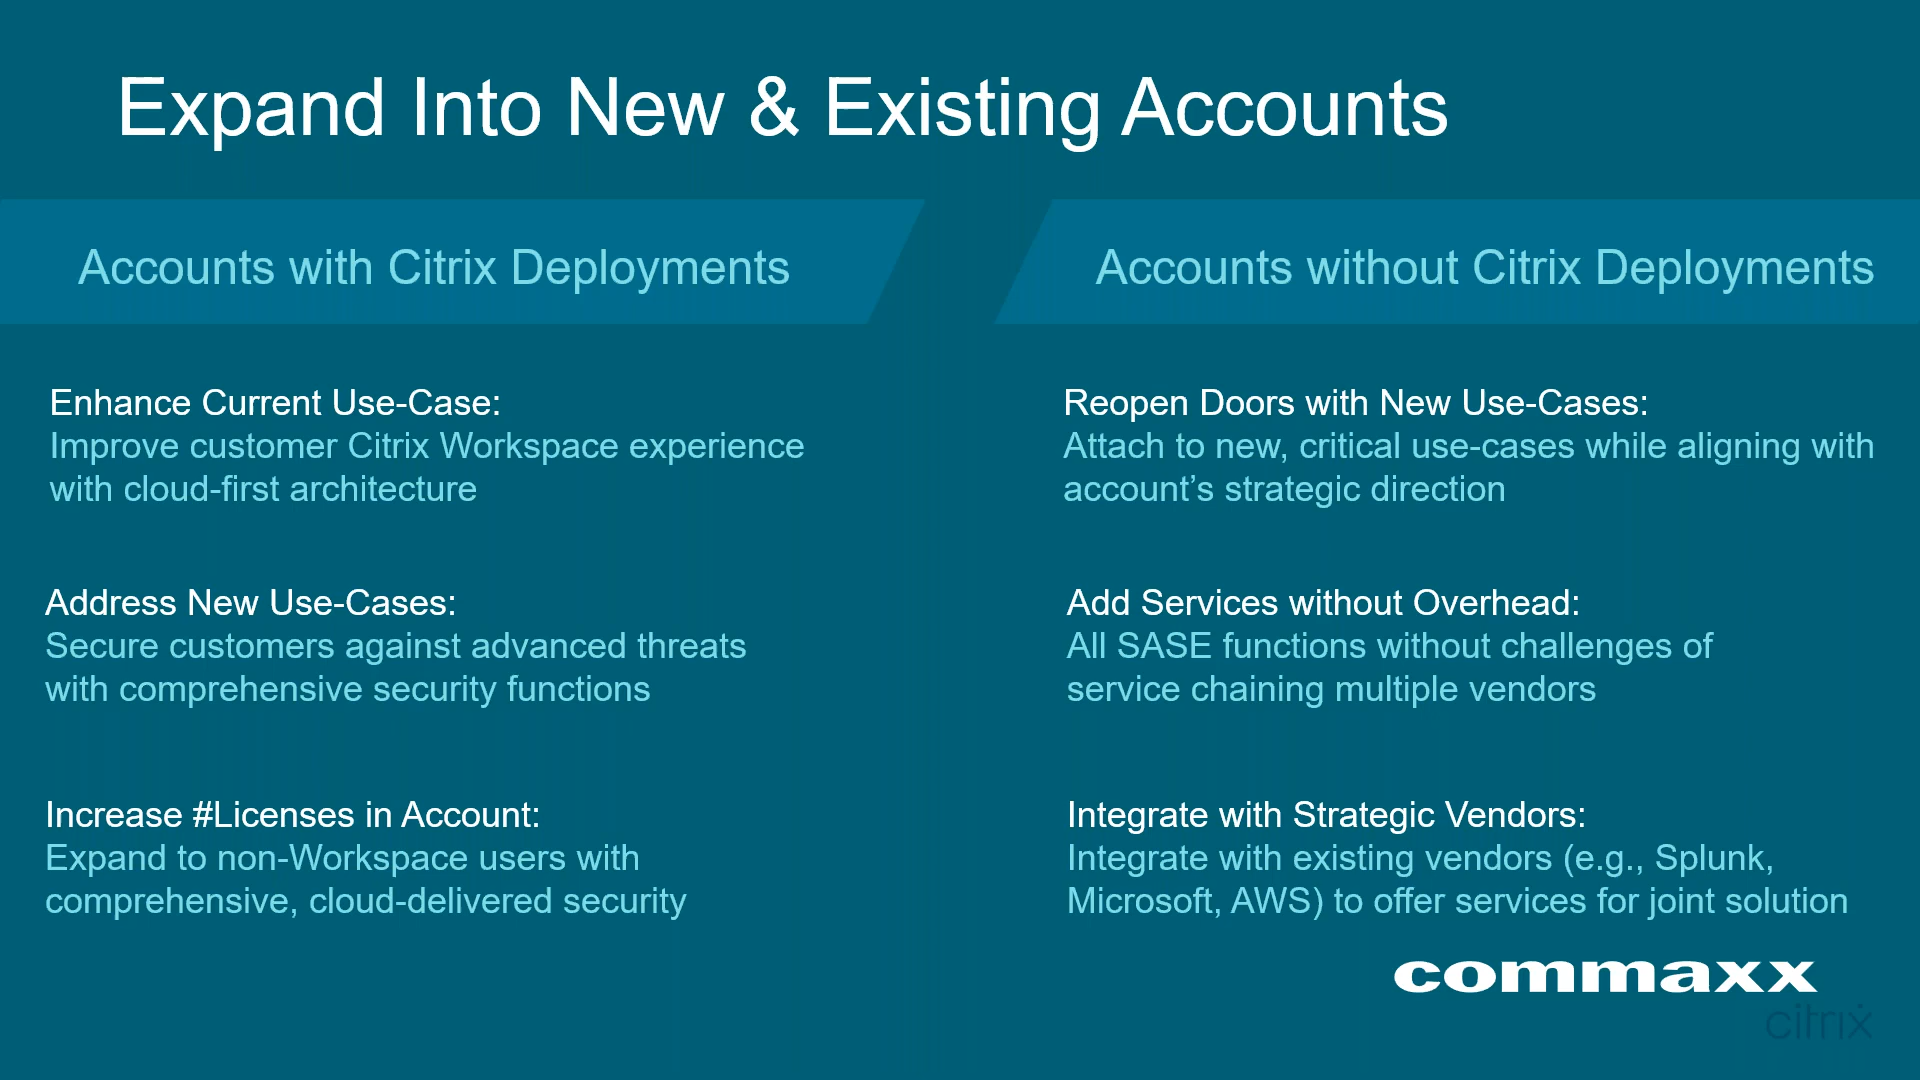 Expand Into New & Existing Accounts
Accounts with Citrix Deployments
Enhance Current Use-Case:
Improve customer Citrix Workspace experience
with cloud-first architecture
Address New Use-Cases:
Secure customers against advanced threats
with comprehensive security functions
Increase #Licenses in Account:
Expand to non-Workspace users with
comprehensive, cloud-delivered security
Accounts without Citrix Deployments
Reopen Doors with New Use-Cases:
Attach to new, critical use-cases while aligning with
account’s strategic direction
Add Services without Overhead:
All SASE functions without challenges of
service chaining multiple vendors
Integrate with Strategic Vendors:
Integrate with existing vendors (e.g., Splunk,
Microsoft, AWS) to offer services for joint solution
commaxx
citrix